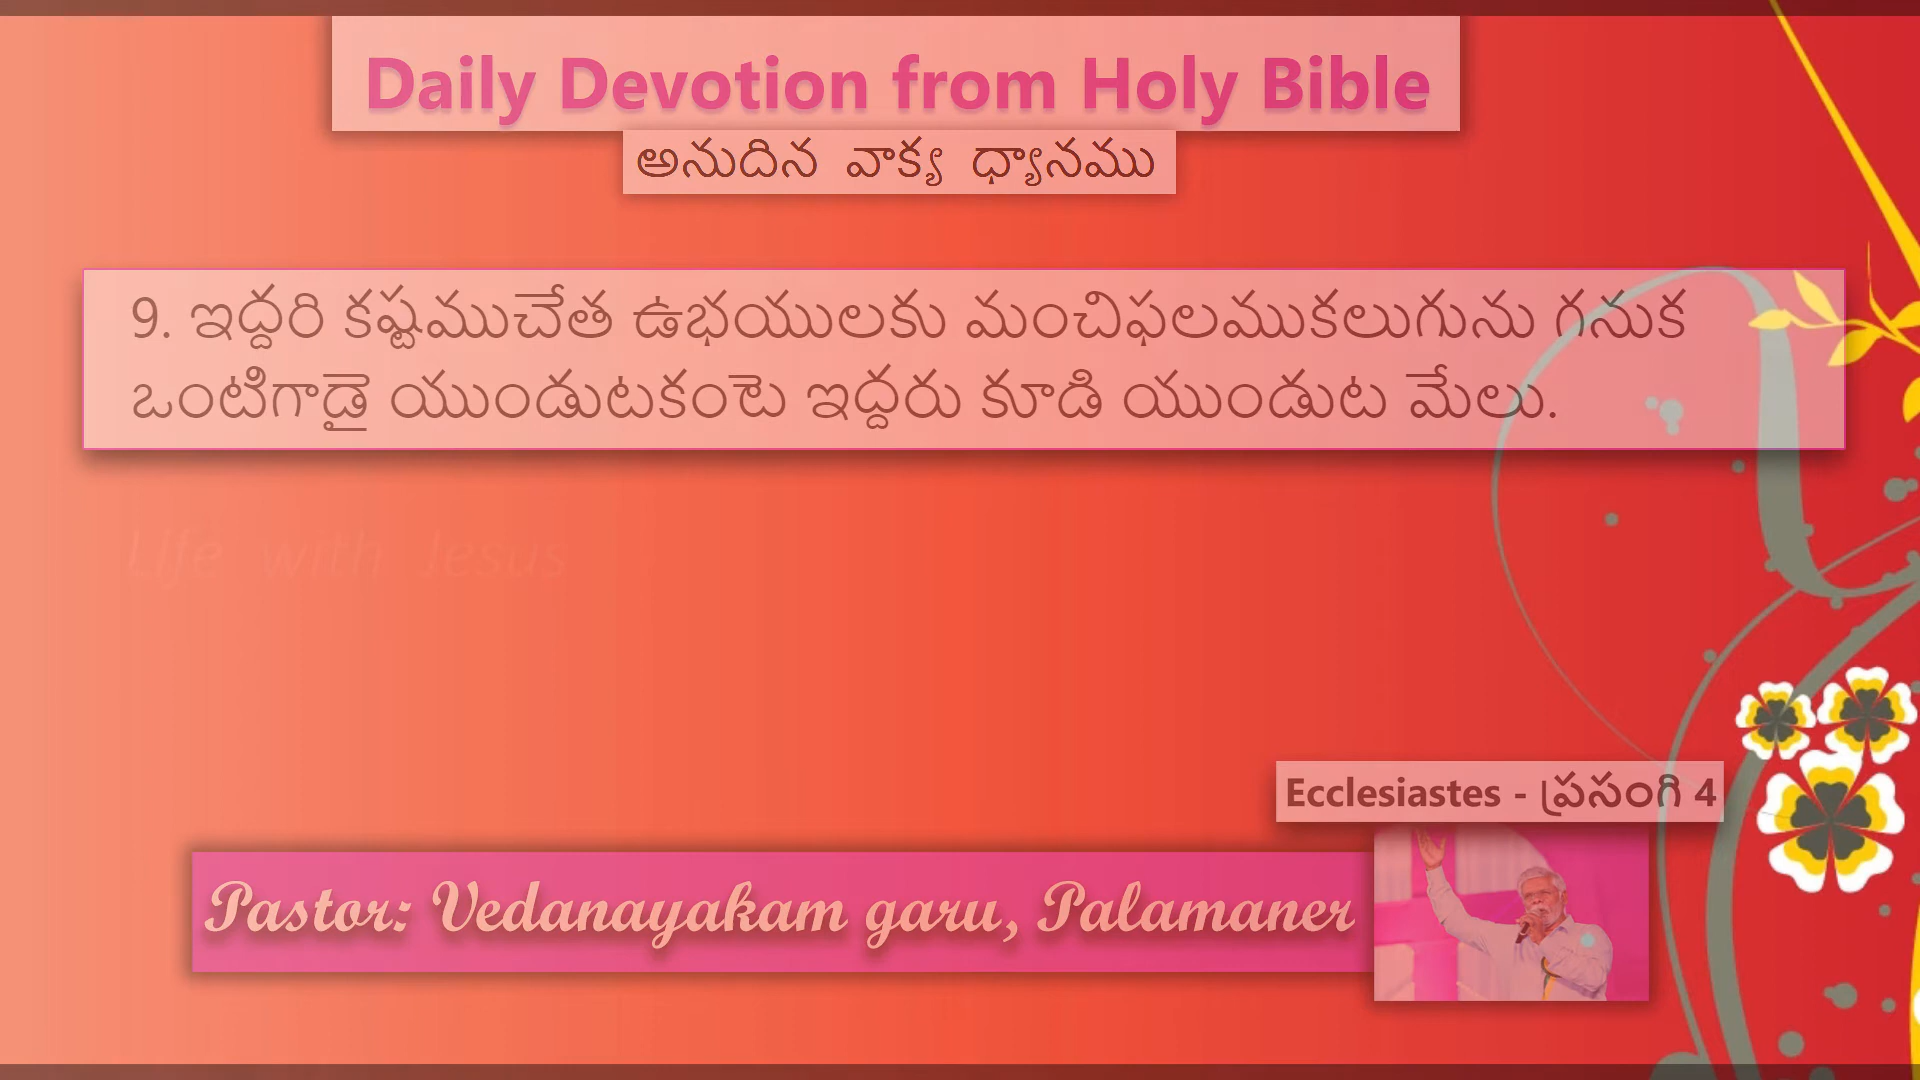 Daily Devotion from Holy Bible
అనుదిన వాక్య ధ్యానము
9. ఇద్దరి కష్టముచేత ఉభయులకు మంచిఫలముకలుగును గనుక
ఒంటిగాడై యుండుటకంటె ఇద్దరు కూడి యుండుట మేలు.
Life with Jesus
Ecclesiastes - ప్రసంగి 4
Pastor: Vedanayakam garu, Palamaner